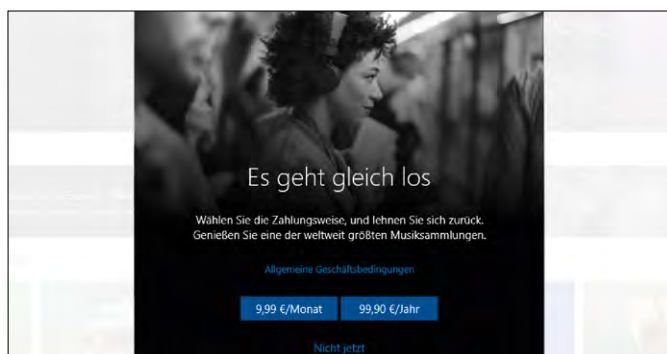 Es geht gleich los
Wählen Sie die Zahlungsweise, und lehnen Sie sich zurück.
Genießen Sie eine der weltweit größten Musiksammlungen.
Allgemeine Geschäftsbedingungen
9,99 €/Monat 99,90 €/Jahr
Nicht jetzt